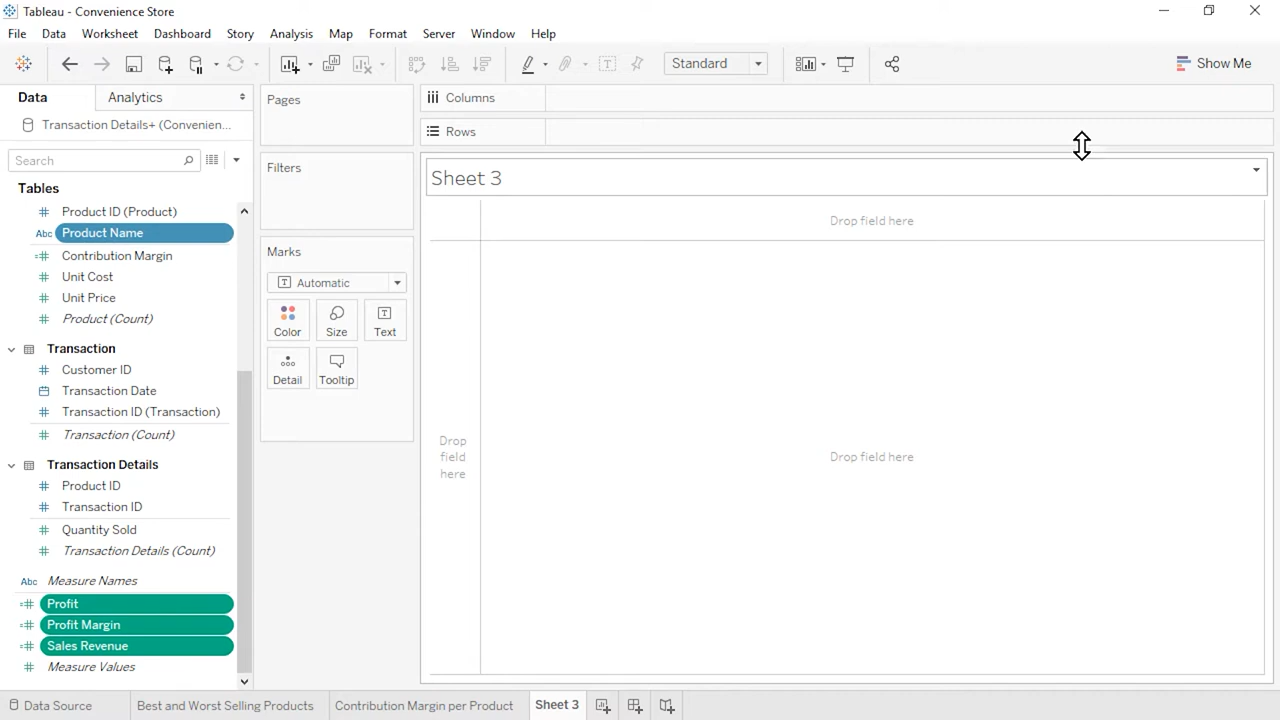 Tableau - Convenience Store
File Data Worksheet Dashboard Story Analysis Map Format Server Window Help
Standard
Show Me
Data Analytics
Transaction Details+ (Convenien...
Search
Tables
Product ID (Product)
Abc Product Name
Contribution Margin
Unit Cost
Unit Price
Product (Count)
Transaction
Customer ID
Transaction Date
Transaction ID (Transaction)
Transaction (Count)
Transaction Details
Product ID
Transaction ID
Quantity Sold
Transaction Details (Count)
Abc Measure Names
Profit
Profit Margin
Sales Revenue
Measure Values
Pages
Filters
Marks
Automatic
Color Size Text
Detail Tooltip
Columns
Rows
Sheet 3
Drop field here
Drop
field
here
Drop field here
Data Source Best and Worst Selling Products Contribution Margin per Product Sheet 3